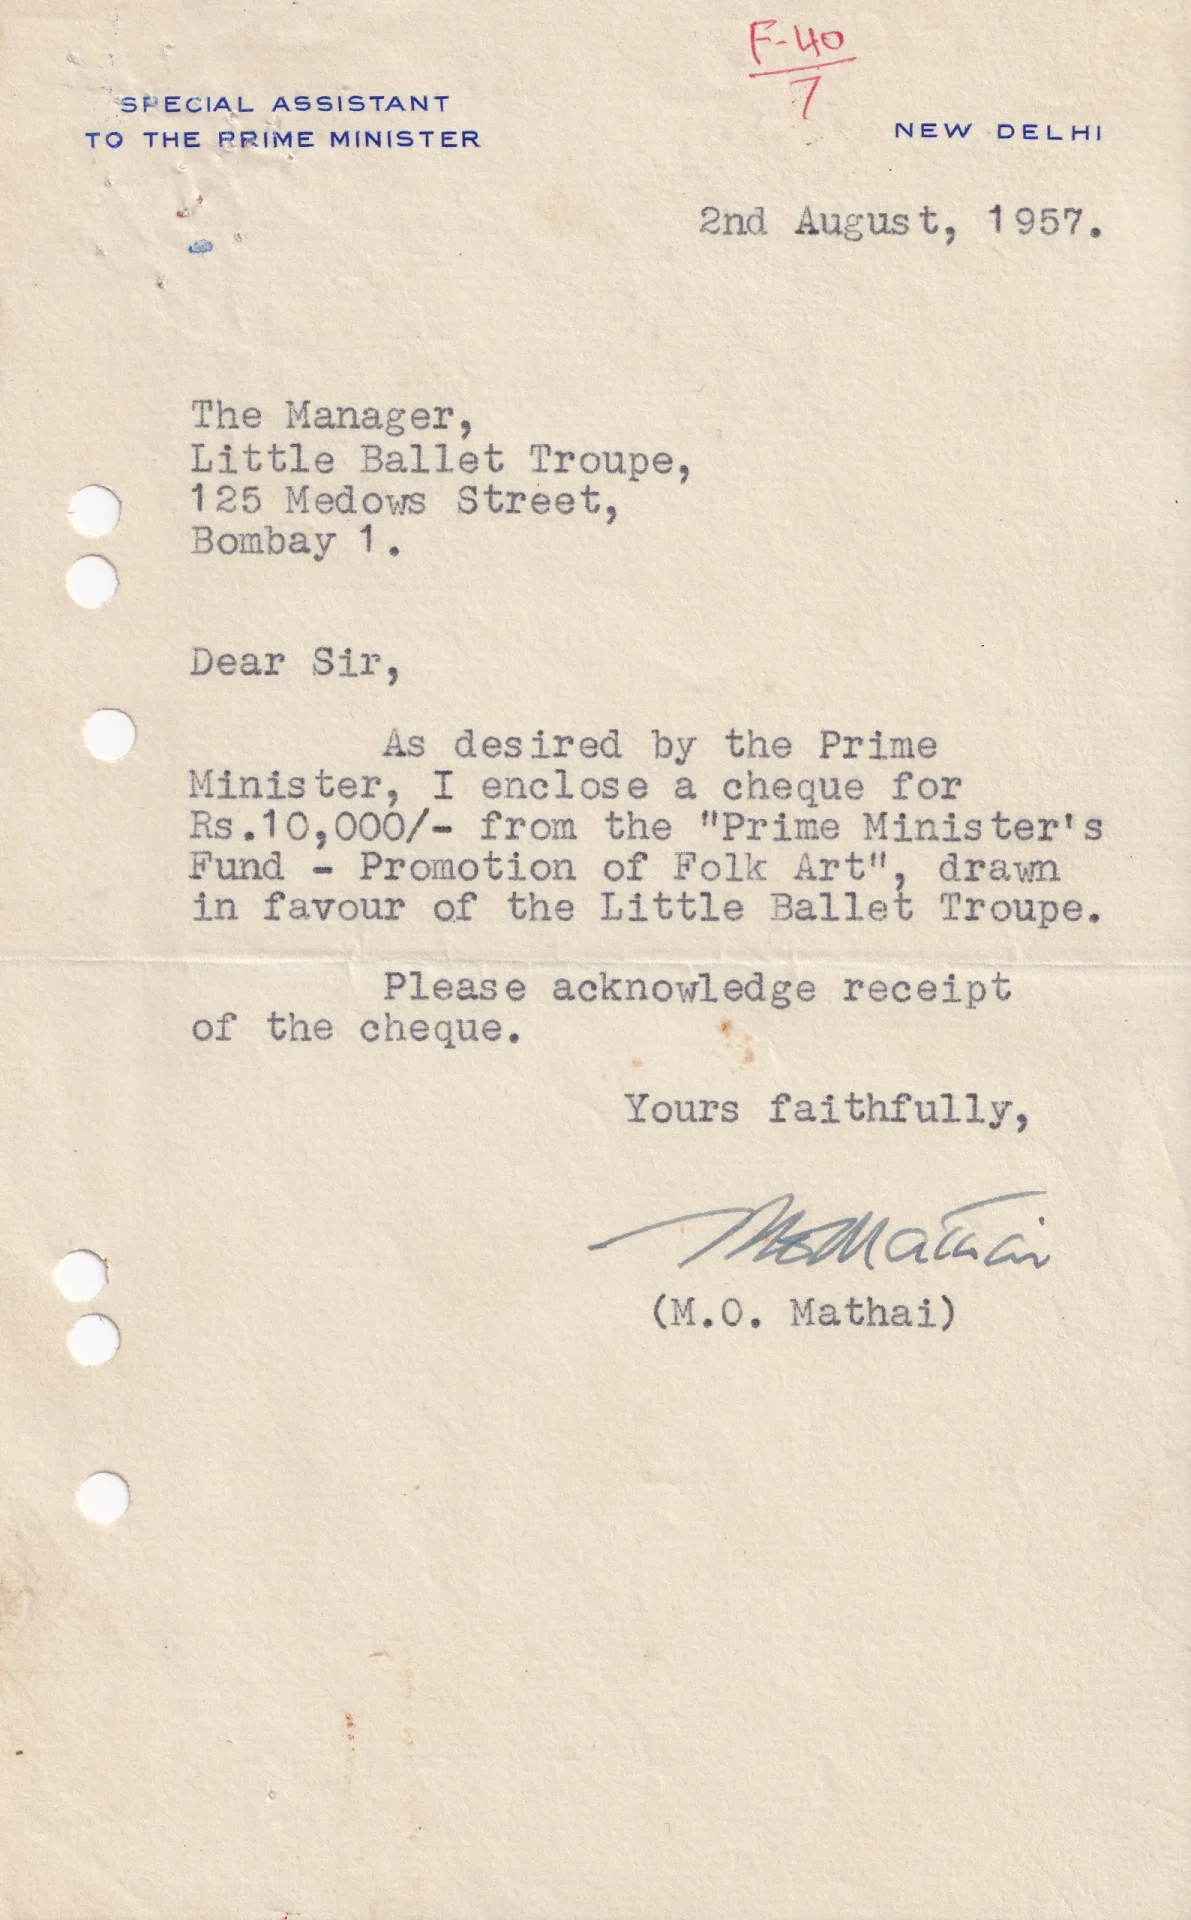 F-40
7
SPECIAL ASSISTANT
TO THE PRIME MINISTER
NEW DELHI
2nd August, 1957.
The Manager,
Little Ballet Troupe,
125 Medows Street,
Bombay 1.
Dear Sir,
As desired by the Prime
Minister, I enclose a cheque for
Rs.10,000/- from the "Prime Minister's
Fund - Promotion of Folk Art", drawn
in favour of the Little Ballet Troupe.
Please acknowledge receipt
of the cheque.
Yours faithfully,
M.O. Mathai
(M.O. Mathai)